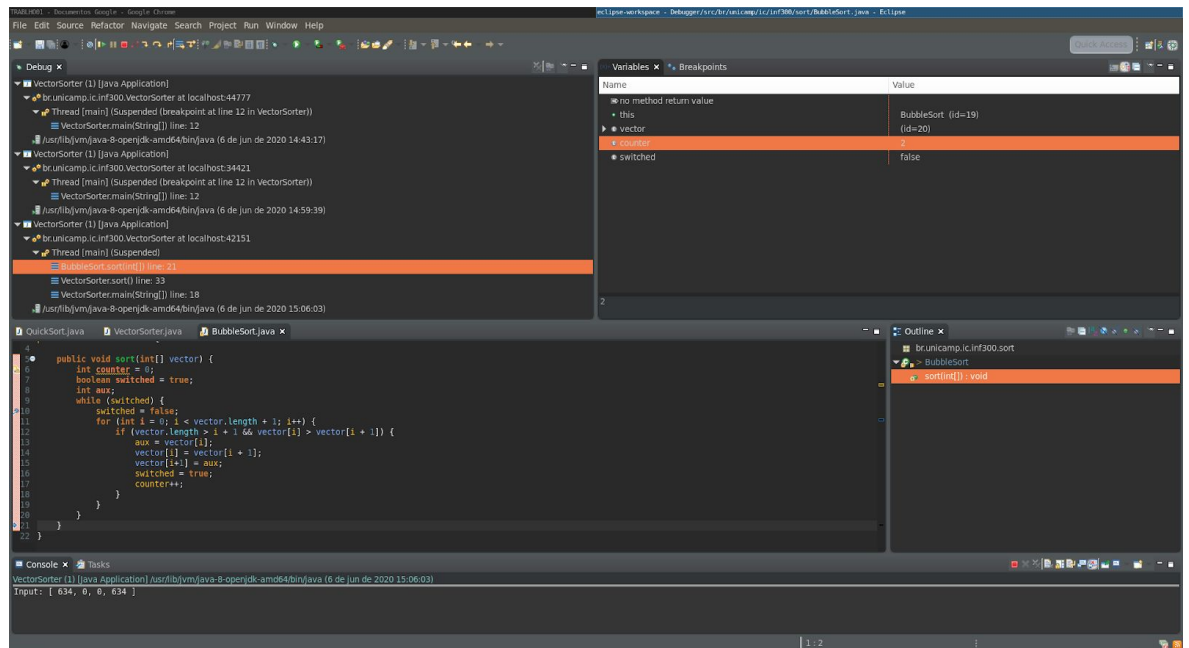 TRABLHO01 - Documentos Google - Google Chrome
eclipse-workspace - Debugger/src/br/unicamp/ic/inf300/sort/BubbleSort.java - Eclipse
File Edit Source Refactor Navigate Search Project Run Window Help
Quick Access
Debug
VectorSorter (1) [Java Application]
br.unicamp.ic.inf300.VectorSorter at localhost:44777
Thread [main] (Suspended (breakpoint at line 12 in VectorSorter))
VectorSorter.main(String[]) line: 12
/usr/lib/jvm/java-8-openjdk-amd64/bin/java (6 de jun de 2020 14:43:17)
VectorSorter (1) [Java Application]
br.unicamp.ic.inf300.VectorSorter at localhost:34421
Thread [main] (Suspended (breakpoint at line 12 in VectorSorter))
VectorSorter.main(String[]) line: 12
/usr/lib/jvm/java-8-openjdk-amd64/bin/java (6 de jun de 2020 14:59:39)
VectorSorter (1) [Java Application]
br.unicamp.ic.inf300.VectorSorter at localhost:42151
Thread [main] (Suspended)
BubbleSort.sort(int[]) line: 21
VectorSorter.sort() line: 33
VectorSorter.main(String[]) line: 18
/usr/lib/jvm/java-8-openjdk-amd64/bin/java (6 de jun de 2020 15:06:03)
Variables Breakpoints
Name Value
no method return value
this BubbleSort (id=19)
vector (id=20)
counter 2
switched false
2
QuickSort.java VectorSorter.java BubbleSort.java
4
5 public void sort(int[] vector) {
6 int counter = 0;
7 boolean switched = true;
8 int aux;
9 while (switched) {
10 switched = false;
11 for (int i = 0; i < vector.length + 1; i++) {
12 if (vector.length > i + 1 && vector[i] > vector[i + 1]) {
13 aux = vector[i];
14 vector[i] = vector[i + 1];
15 vector[i+1] = aux;
16 switched = true;
17 counter++;
18 }
19 }
20 }
21 }
22 }
Outline
br.unicamp.ic.inf300.sort
> BubbleSort
sort(int[]) : void
Console Tasks
VectorSorter (1) [Java Application] /usr/lib/jvm/java-8-openjdk-amd64/bin/java (6 de jun de 2020 15:06:03)
Input: [ 634, 0, 0, 634 ]
1:2